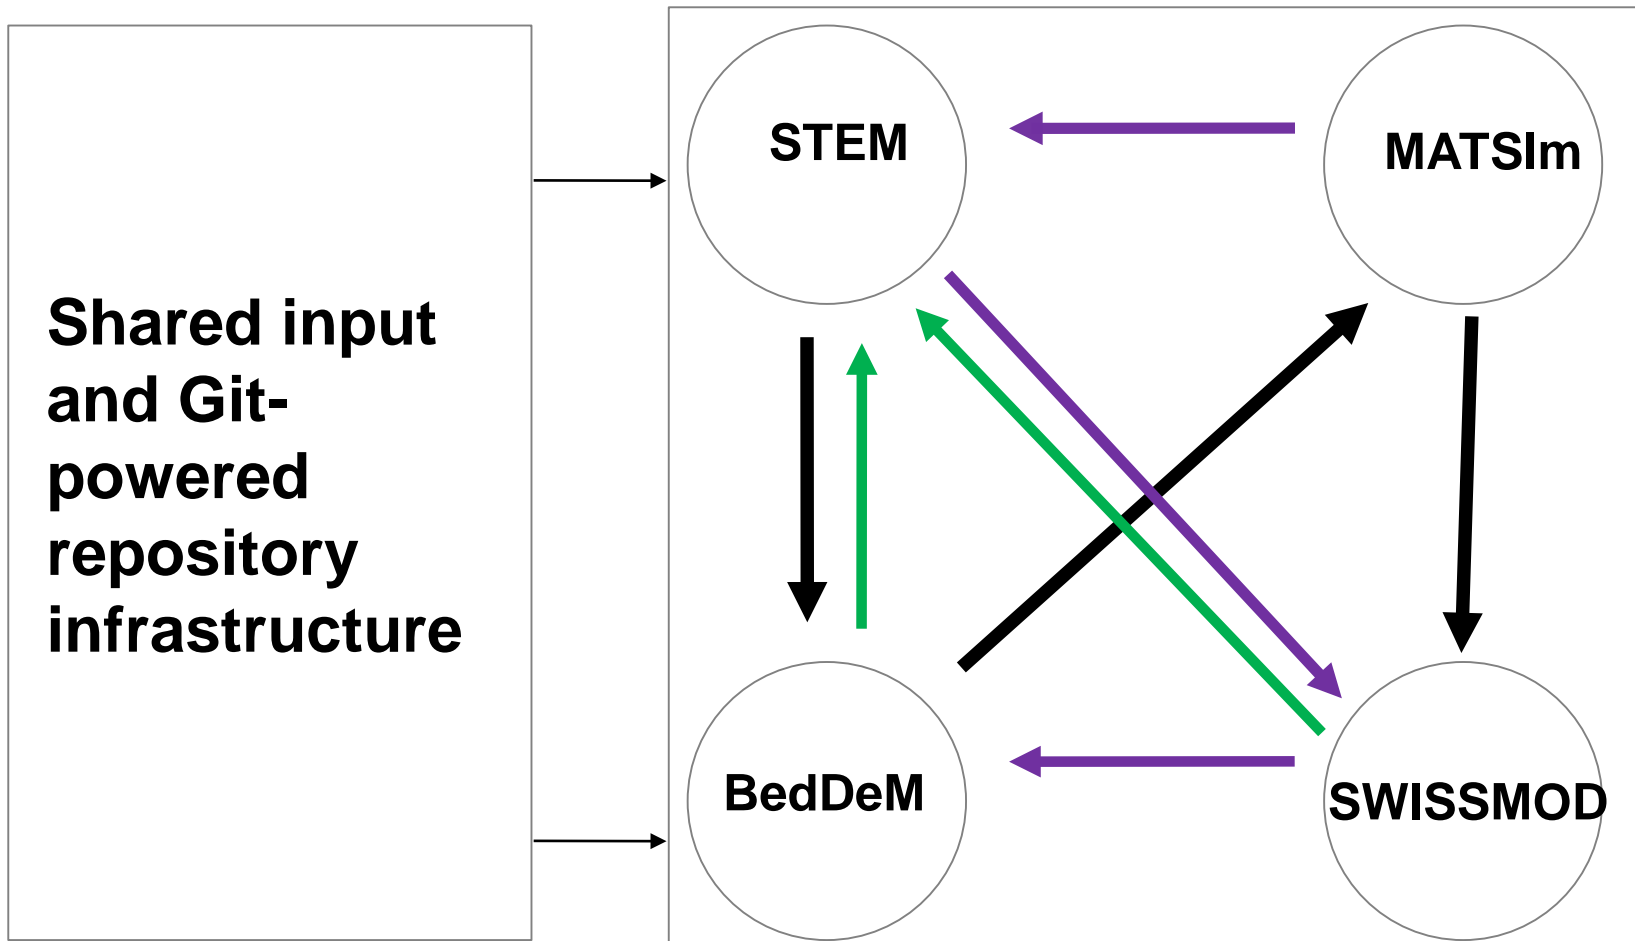 Shared input
and Git-
powered
repository
infrastructure
STEM
MATSIm
BedDeM
SWISSMOD